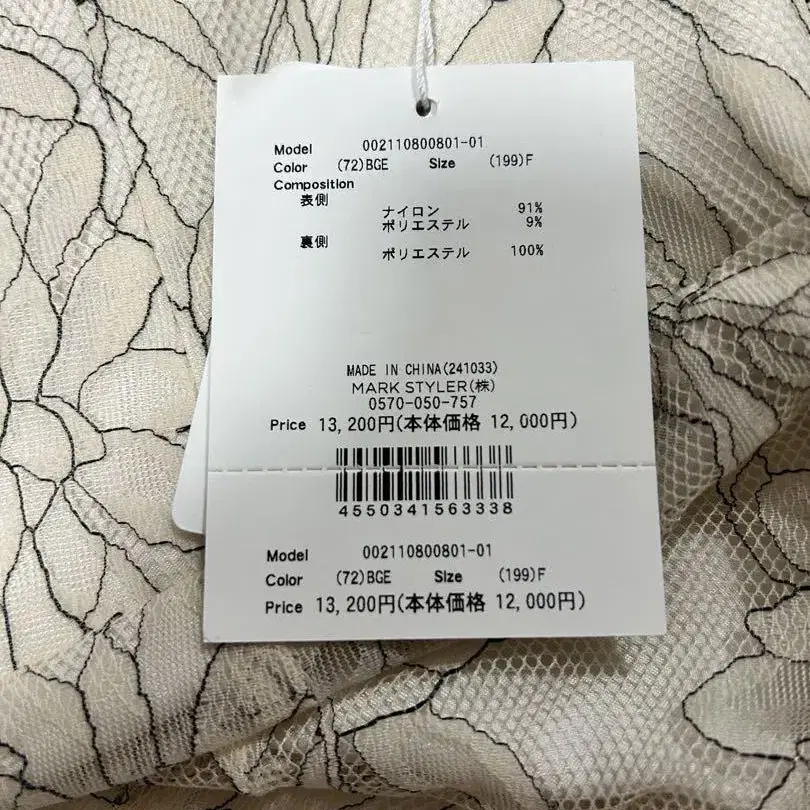 Model 002110800801-01
Color (72)BGE Size (199)F
Composition
表側
ナイロン 91%
ポリエステル 9%
裏側
ポリエステル 100%
MADE IN CHINA(241033)
MARK STYLER(株)
0570-050-757
Price 13,200円(本体価格 12,000円)
4550341563338
Model 002110800801-01
Color (72)BGE Size (199)F
Price 13,200円(本体価格 12,000円)